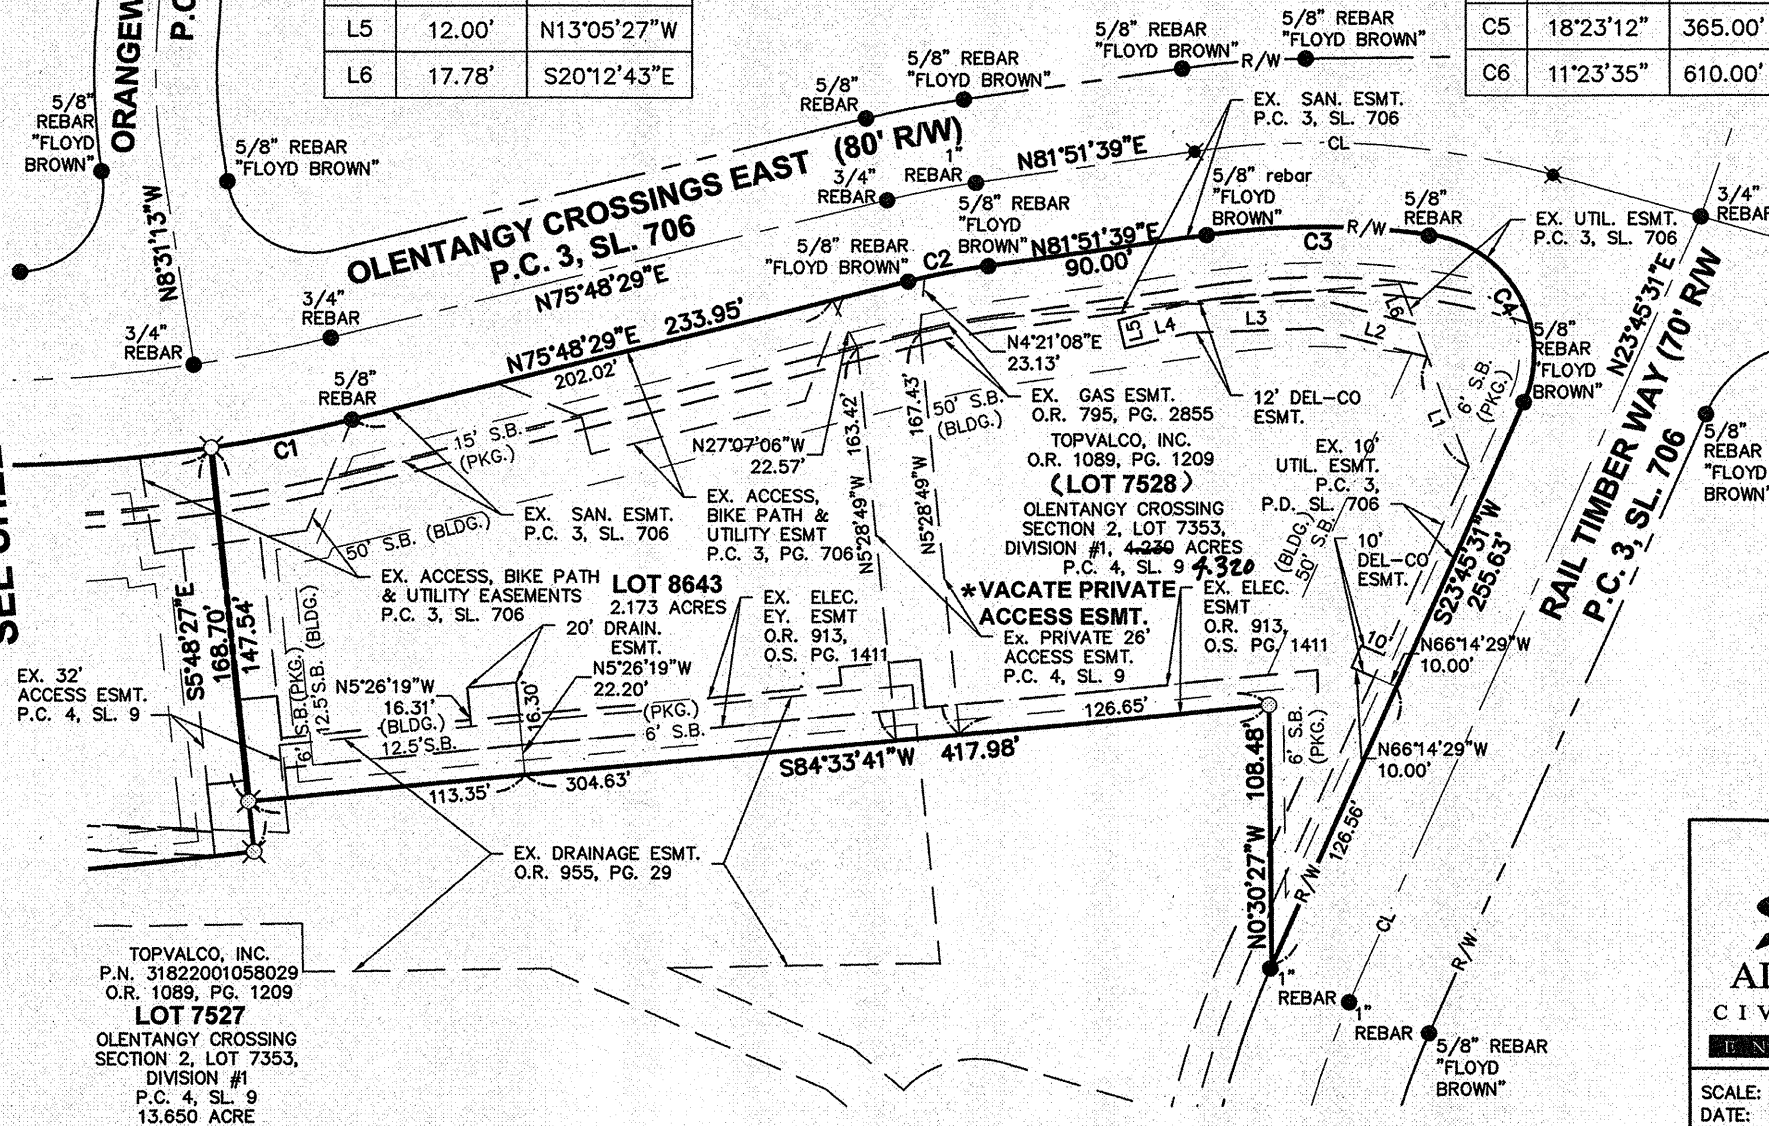 L5 12.00' N13°05'27"W
L6 17.78' S20°12'43"E
C5 18°23'12" 365.00'
C6 11°23'35" 610.00'
ORANGEW
P.C
N8°31'13"W
5/8"
REBAR
"FLOYD
BROWN"
5/8" REBAR
"FLOYD BROWN"
5/8"
REBAR
5/8" REBAR
"FLOYD BROWN"
5/8" REBAR
"FLOYD BROWN"
R/W
5/8" REBAR
"FLOYD BROWN"
OLENTANGY CROSSINGS EAST (80' R/W)
P.C. 3, SL. 706
N75°48'29"E
3/4"
REBAR
3/4"
REBAR
3/4"
REBAR
1"
REBAR
N81°51'39"E
CL
EX. SAN. ESMT.
P.C. 3, SL. 706
5/8" REBAR
"FLOYD BROWN"
C2
5/8" REBAR
"FLOYD
BROWN"
N81°51'39"E
90.00'
5/8" rebar
"FLOYD
BROWN"
C3
R/W
5/8"
REBAR
EX. UTIL. ESMT.
P.C. 3, SL. 706
3/4"
REBAR
C4
5/8"
REBAR
"FLOYD
BROWN"
5/8"
REBAR
C1
N75°48'29"E 233.95'
202.02'
N4°21'08"E
23.13'
L5
L4
L3
L2
L6
L1
6' S.B.
(PKG.)
12' DEL-CO
ESMT.
EX. GAS ESMT.
O.R. 795, PG. 2855
50' S.B.
(BLDG.)
N27°07'06"W
22.57'
163.42'
N5°28'49"W
167.43'
N5°28'49"W
15' S.B.
(PKG.)
50' S.B. (BLDG.)
EX. SAN. ESMT.
P.C. 3, SL. 706
EX. ACCESS,
BIKE PATH &
UTILITY ESMT
P.C. 3, PG. 706
EX. ACCESS, BIKE PATH
& UTILITY EASEMENTS
P.C. 3, SL. 706
LOT 8643
2.173 ACRES
TOPVALCO, INC.
O.R. 1089, PG. 1209
(LOT 7528)
OLENTANGY CROSSING
SECTION 2, LOT 7353,
DIVISION #1, 4.230 ACRES
P.C. 4, SL. 9 4.320
*VACATE PRIVATE
ACCESS ESMT.
Ex. PRIVATE 26'
ACCESS ESMT.
P.C. 4, SL. 9
EX. 10'
UTIL. ESMT.
P.C. 3,
P.D. SL. 706
(BLDG.)
50' S.B.
10'
DEL-CO
ESMT.
EX. ELEC.
ESMT
O.R. 913,
O.S. PG. 1411
EX. ELEC.
EY. ESMT
O.R. 913,
O.S. PG. 1411
20' DRAIN.
ESMT.
N5°26'19"W
22.20'
N5°26'19"W
16.31'
16.30'
(BLDG.)
12.5'S.B.
(PKG.)
6' S.B.
6' S.B.(PKG.)
12.5'S.B. (BLDG.)
S5°48'27"E
168.70'
147.54'
EX. 32'
ACCESS ESMT.
P.C. 4, SL. 9
113.35'
304.63'
S84°33'41"W 417.98'
126.65'
N0°30'27"W 108.48'
6' S.B.
(PKG.)
10'
N66°14'29"W
10.00'
N66°14'29"W
10.00'
126.56'
R/W
S23°45'31"W
255.63'
N23°45'31"E
RAIL TIMBER WAY (70' R/W
P.C. 3, SL. 706
5/8"
REBAR
"FLOYD
BROWN"
CL
R/W
1"
REBAR
1"
REBAR
5/8" REBAR
"FLOYD
BROWN"
EX. DRAINAGE ESMT.
O.R. 955, PG. 29
TOPVALCO, INC.
P.N. 31822001058029
O.R. 1089, PG. 1209
LOT 7527
OLENTANGY CROSSING
SECTION 2, LOT 7353,
DIVISION #1
P.C. 4, SL. 9
13.650 ACRE
CIV
EN
SCALE:
DATE: